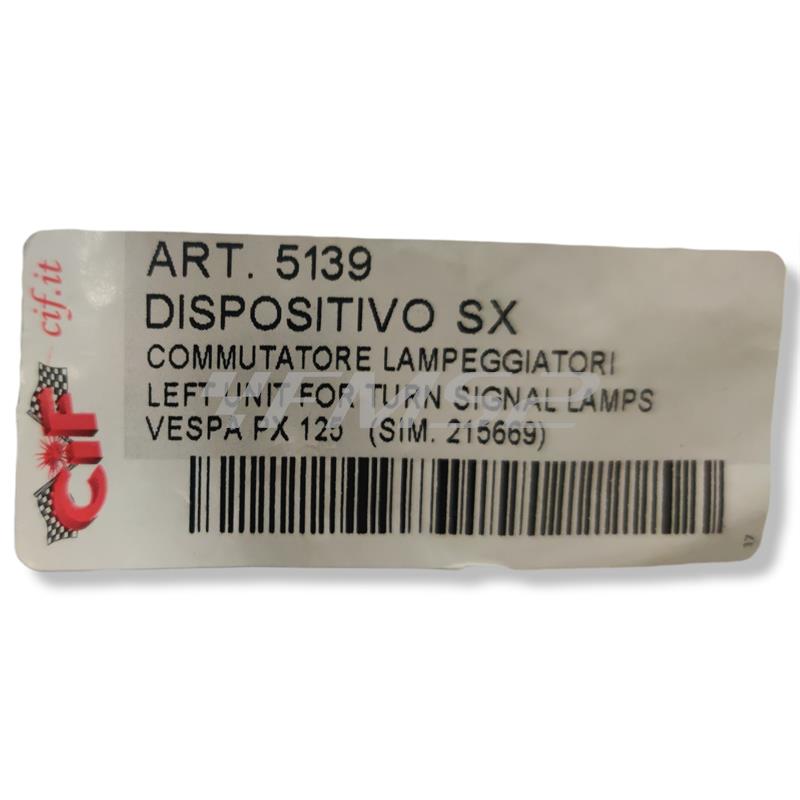 cif.it
CIF
ART. 5139
DISPOSITIVO SX
COMMUTATORE LAMPEGGIATORI
LEFT UNIT FOR TURN SIGNAL LAMPS
VESPA PX 125 (SIM. 215669)
17